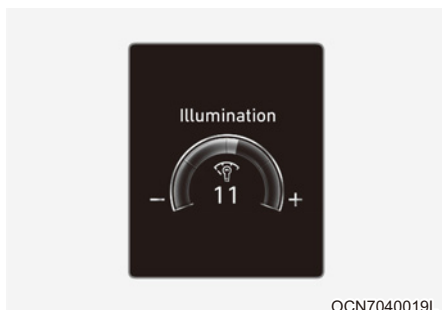 Illumination
– 11 +
OCN7040019L